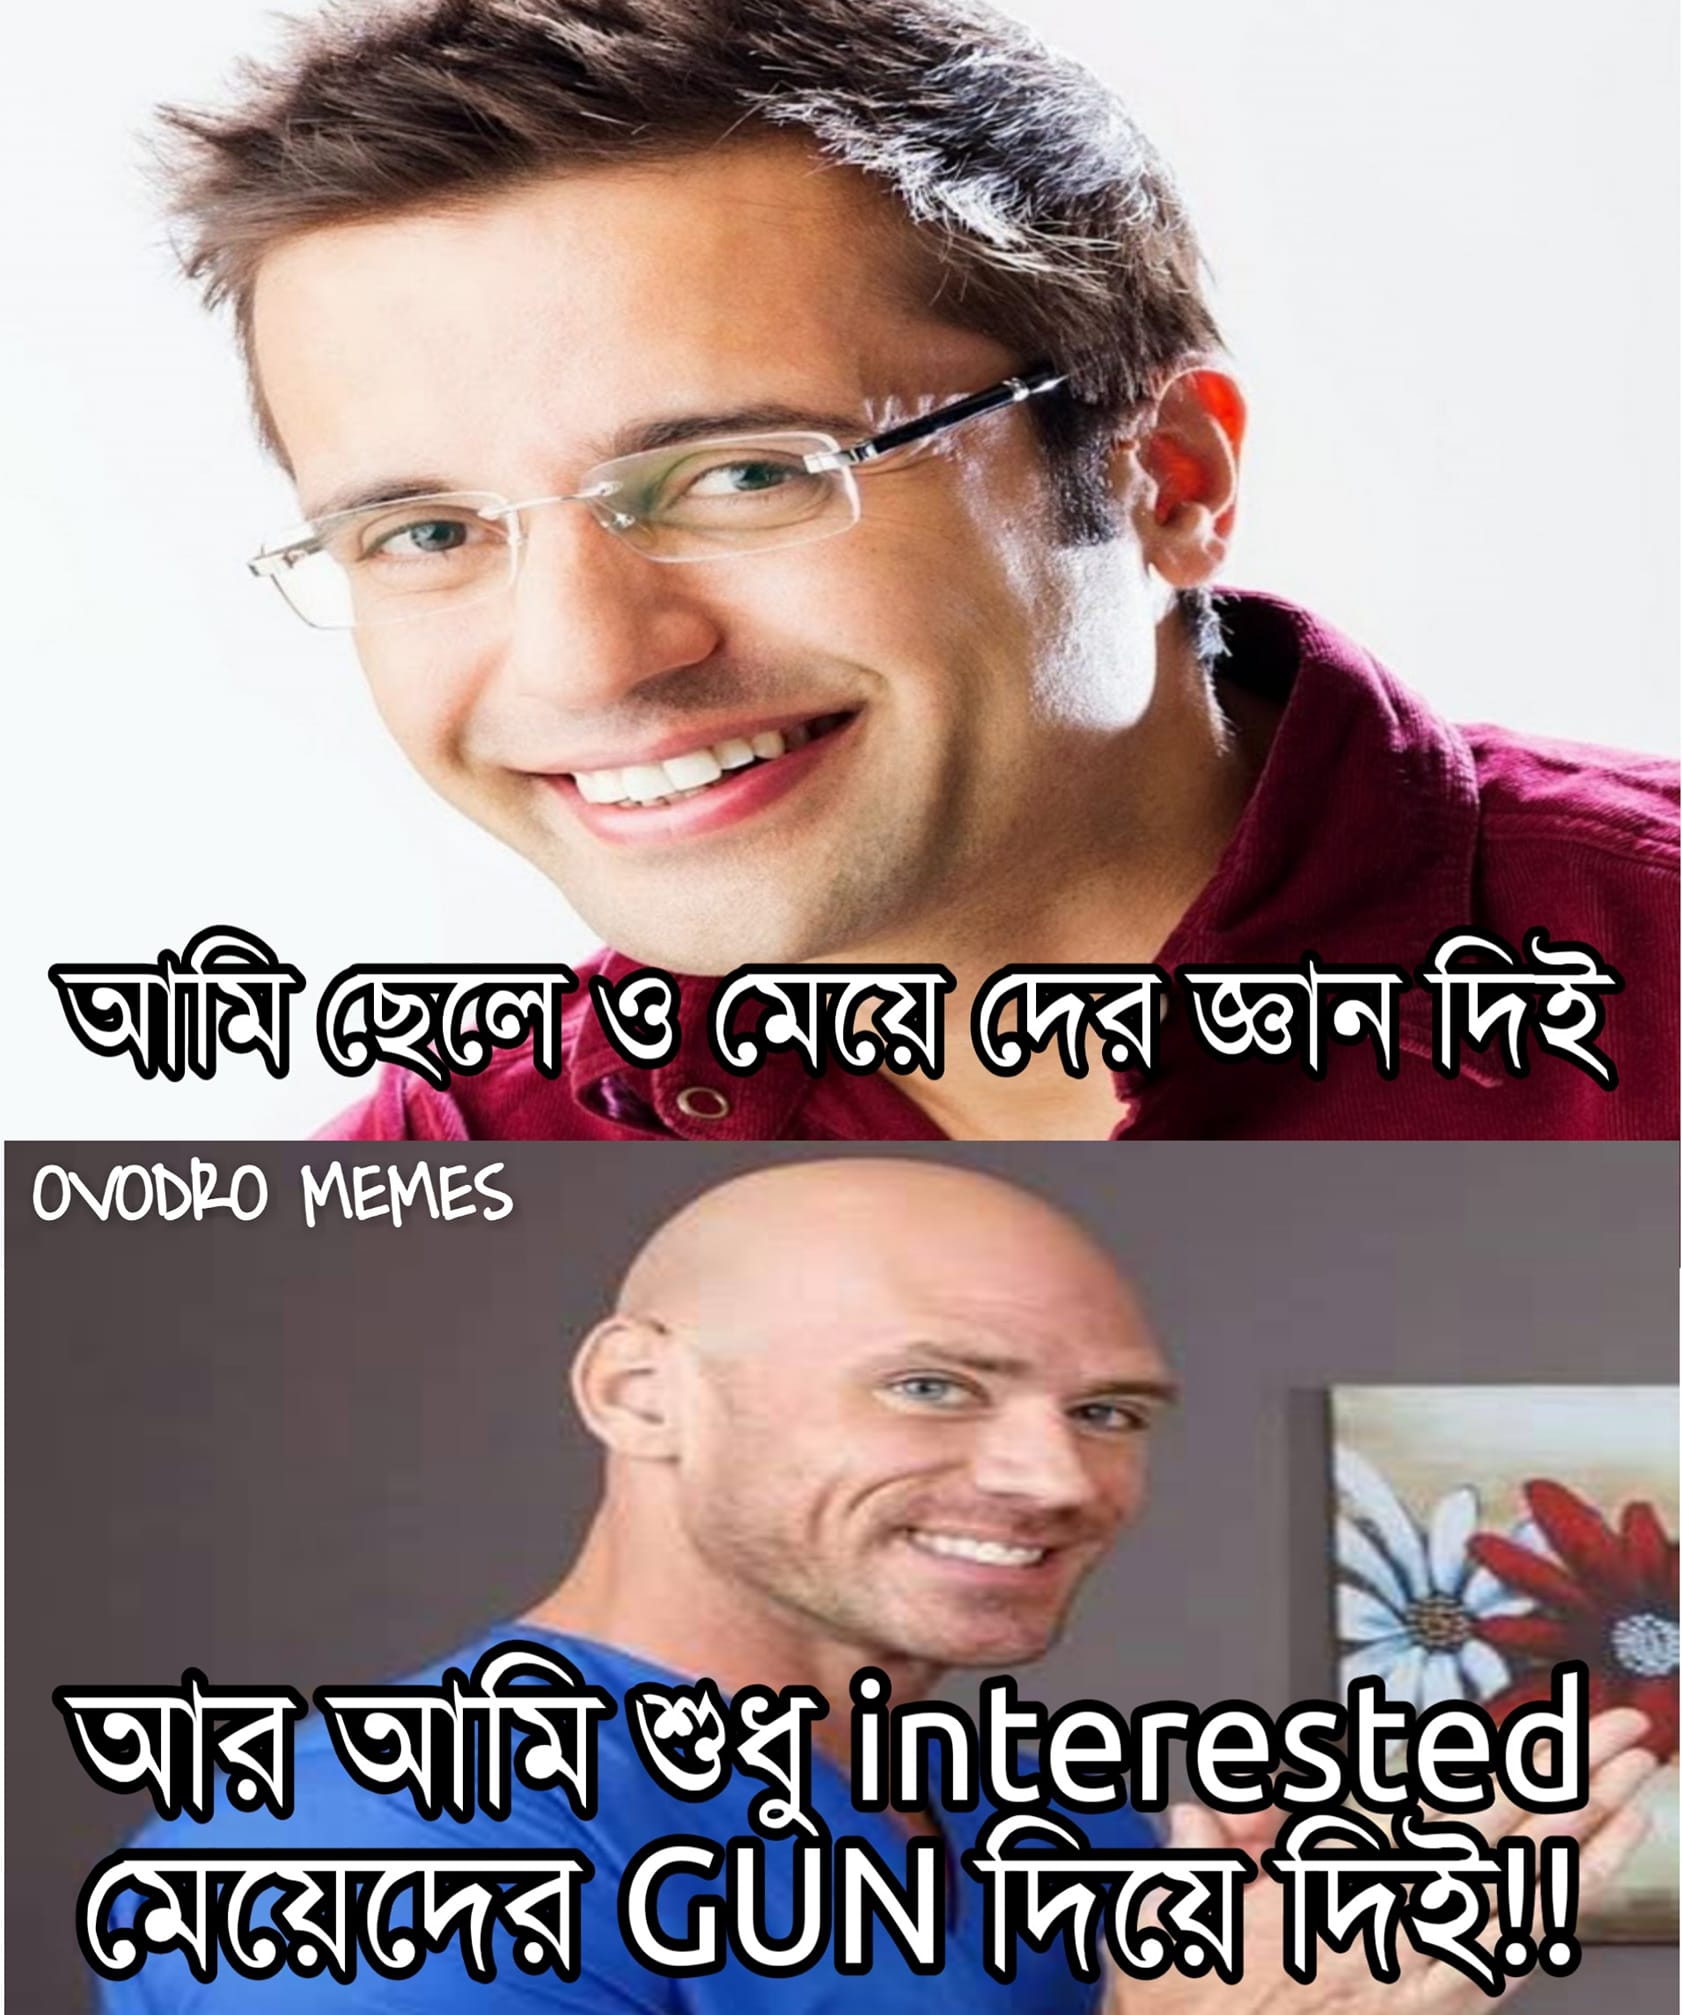 আমি ছেলে ও মেয়ে দের জ্ঞান দিই
OVODRO MEMES
আর আমি শুধু interested
মেয়েদের GUN দিয়ে দিই!!